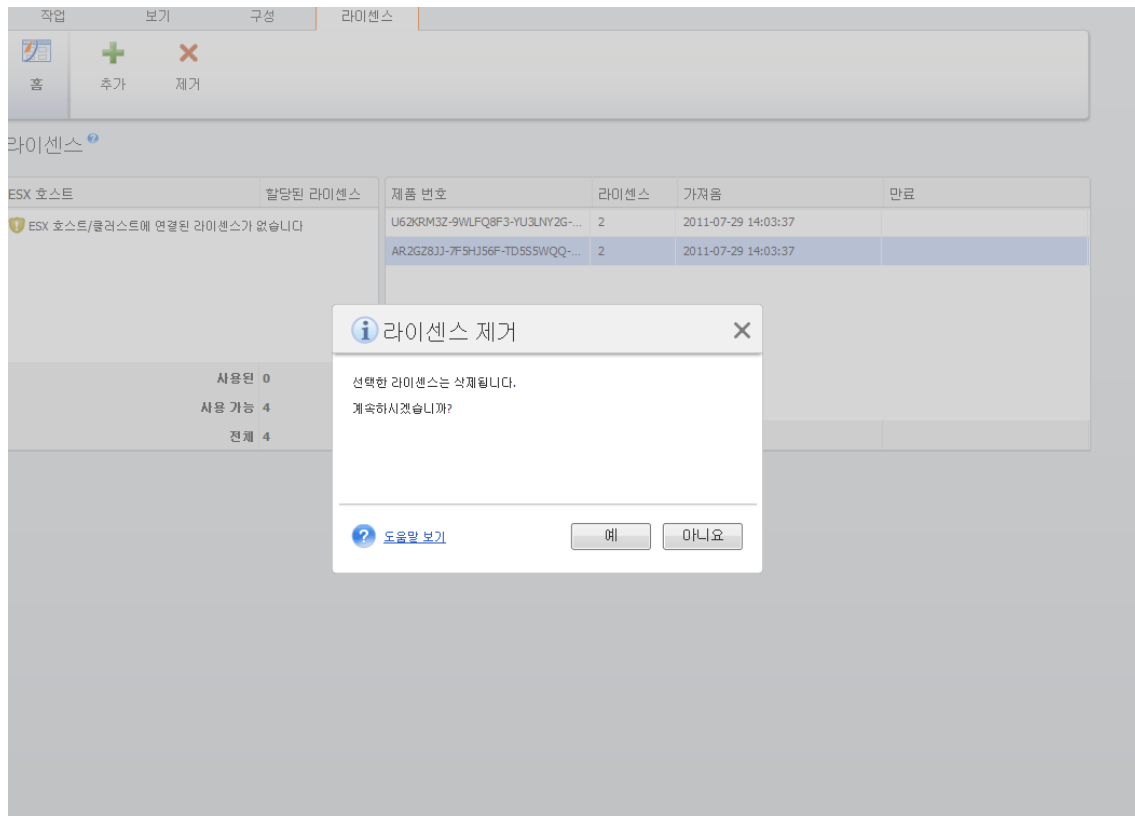 작업 보기 구성 라이센스
홈 추가 제거
라이센스
ESX 호스트 할당된 라이센스 제품 번호 라이센스 가져옴 만료
ESX 호스트/클러스트에 연결된 라이센스가 없습니다
U62KRM3Z-9WLFQ8F3-YU3LNY2G-... 2 2011-07-29 14:03:37
AR2GZ8JJ-7F5HJ56F-TD5S5WQQ-... 2 2011-07-29 14:03:37
라이센스 제거
선택한 라이센스는 삭제됩니다.
계속하시겠습니까?
사용된 0
사용 가능 4
전체 4
도움말 보기 예 아니요